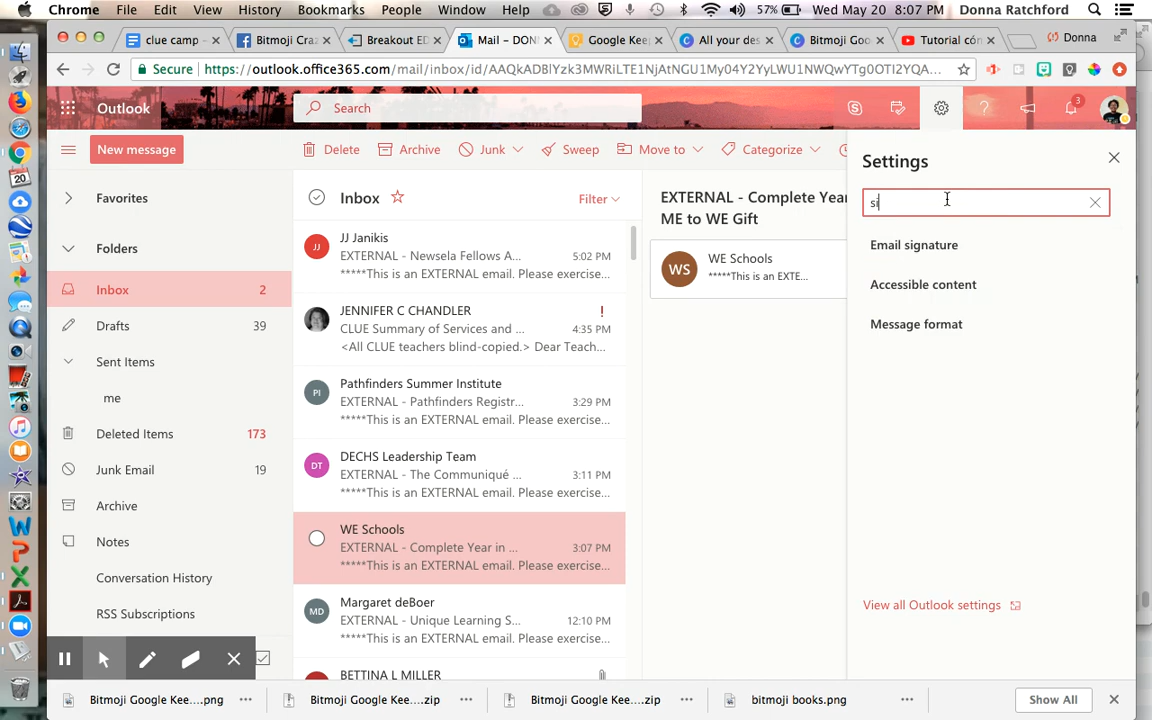 Chrome File Edit View History Bookmarks People Window Help 57% Wed May 20 8:07 PM Donna Ratchford
clue camp - Bitmoji Craz Breakout ED Mail – DON Google Keep All your des Bitmoji Goo Tutorial cóm Donna
Secure https://outlook.office365.com/mail/inbox/id/AAQkADBlYzk3MWRiLTE1NjAtNGU1My04Y2YyLWU1NWQwYTg0OTI2YQA...
Outlook
Search
3
New message
Delete Archive Junk Sweep Move to Categorize
Favorites
Folders
Inbox 2
Drafts 39
Sent Items
me
Deleted Items 173
Junk Email 19
Archive
Notes
Conversation History
RSS Subscriptions
Inbox
Filter
JJ
JJ Janikis
EXTERNAL - Newsela Fellows A... 5:02 PM
*****This is an EXTERNAL email. Please exercise...
JENNIFER C CHANDLER !
CLUE Summary of Services and ... 4:35 PM
<All CLUE teachers blind-copied.> Dear Teach...
PI
Pathfinders Summer Institute
EXTERNAL - Pathfinders Registr... 3:29 PM
*****This is an EXTERNAL email. Please exercise...
DT
DECHS Leadership Team
EXTERNAL - The Communiqué ... 3:11 PM
*****This is an EXTERNAL email. Please exercise...
WE Schools
EXTERNAL - Complete Year in ... 3:07 PM
*****This is an EXTERNAL email. Please exercise...
MD
Margaret deBoer
EXTERNAL - Unique Learning S... 12:10 PM
*****This is an EXTERNAL email. Please exercise...
BETTINA L MILLER
EXTERNAL - Complete Year
ME to WE Gift
WS
WE Schools
*****This is an EXTE...
Settings
si
Email signature
Accessible content
Message format
View all Outlook settings
Bitmoji Google Kee....png Bitmoji Google Kee....zip Bitmoji Google Kee....zip bitmoji books.png Show All